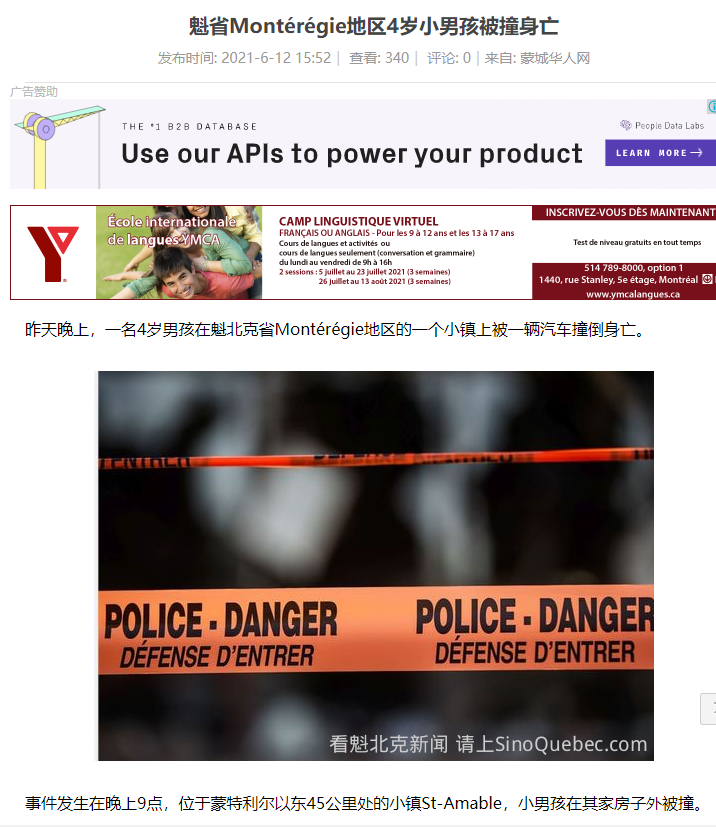 魁省Montérégie地区4岁小男孩被撞身亡
发布时间: 2021-6-12 15:52 | 查看: 340 | 评论: 0 | 来自: 蒙城华人网
广告赞助
THE #1 B2B DATABASE
Use our APIs to power your product
People Data Labs
LEARN MORE→
École internationale
de langues YMCA
CAMP LINGUISTIQUE VIRTUEL
FRANÇAIS OU ANGLAIS - Pour les 9 à 12 ans et les 13 à 17 ans
Cours de langues et activités ou
cours de langues seulement (conversation et grammaire)
du lundi au vendredi de 9h à 16h
2 sessions : 5 juillet au 23 juillet 2021 (3 semaines)
26 juillet au 13 août 2021 (3 semaines)
INSCRIVEZ-VOUS DÈS MAINTENANT
Test de niveau gratuits en tout temps
514 789-8000, option 1
1440, rue Stanley, 5e étage, Montréal
www.ymcalangues.ca
昨天晚上，一名4岁男孩在魁北克省Montérégie地区的一个小镇上被一辆汽车撞倒身亡。
POLICE - DANGER POLICE - DANGER
DÉFENSE D'ENTRER DÉFENSE D'ENTRER
看魁北克新闻 请上SinoQuebec.com
事件发生在晚上9点，位于蒙特利尔以东45公里处的小镇St-Amable，小男孩在其家房子外被撞。